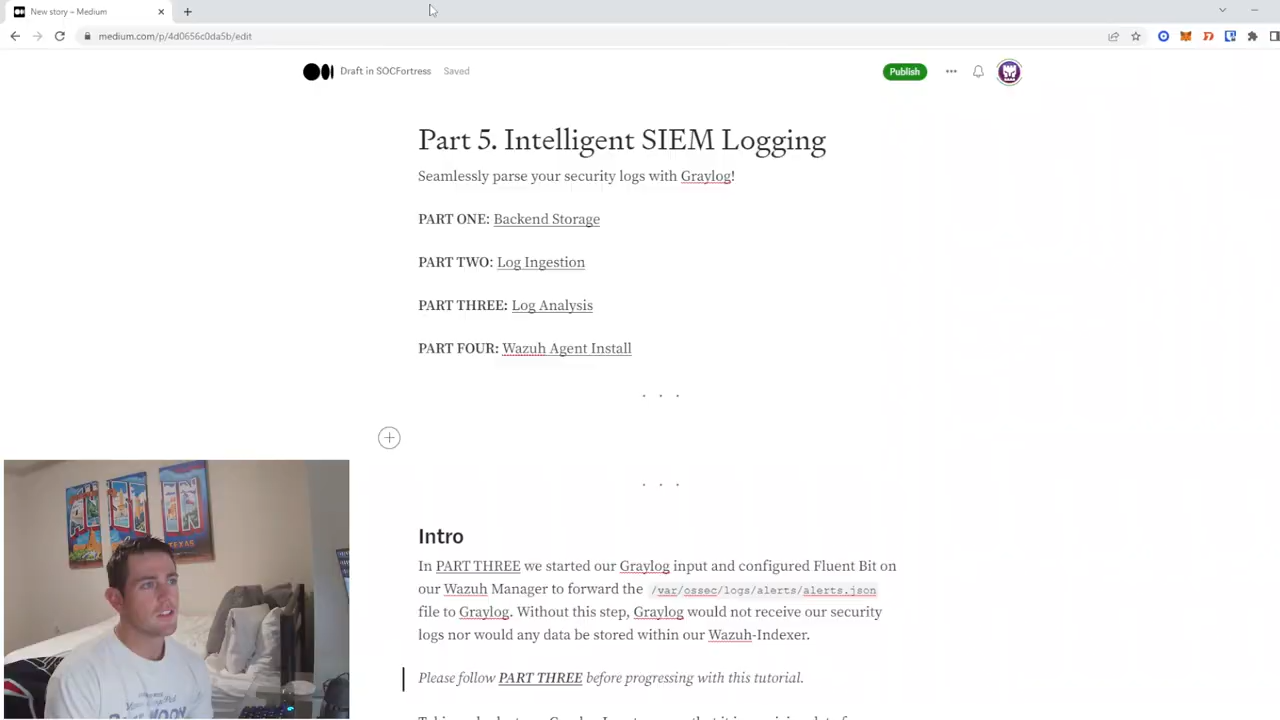 New story – Medium
medium.com/p/4d0656c0da5b/edit
Draft in SOCFortress Saved
Publish
Part 5. Intelligent SIEM Logging
Seamlessly parse your security logs with Graylog!
PART ONE: Backend Storage
PART TWO: Log Ingestion
PART THREE: Log Analysis
PART FOUR: Wazuh Agent Install
Intro
In PART THREE we started our Graylog input and configured Fluent Bit on
our Wazuh Manager to forward the /var/ossec/logs/alerts/alerts.json
file to Graylog. Without this step, Graylog would not receive our security
logs nor would any data be stored within our Wazuh-Indexer.
Please follow PART THREE before progressing with this tutorial.
TEXAS